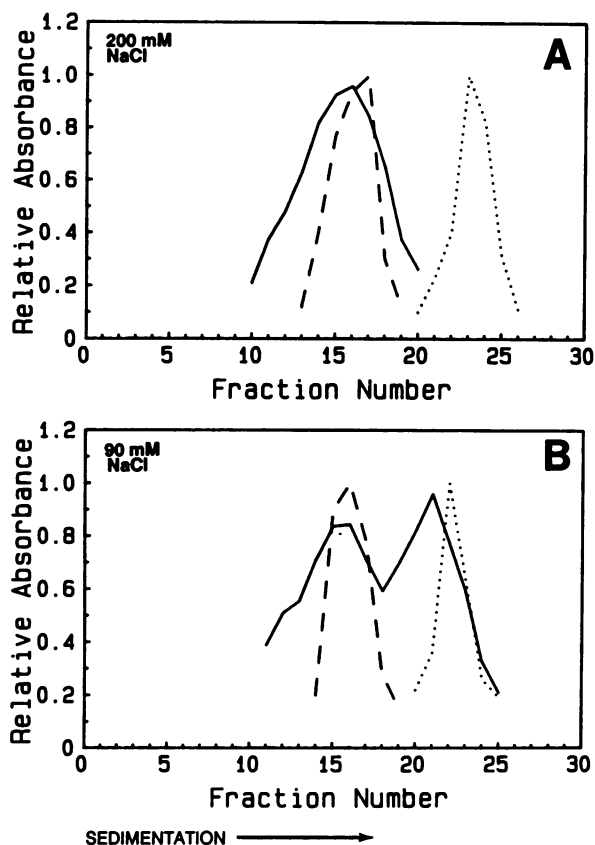 1.2
1.0
0.8
0.6
0.4
0.2
0
Relative Absorbance
200 mM
NaCl
A
0 5 10 15 20 25 30
Fraction Number
1.2
1.0
0.8
0.6
0.4
0.2
0
Relative Absorbance
90 mM
NaCl
B
0 5 10 15 20 25 30
Fraction Number
SEDIMENTATION